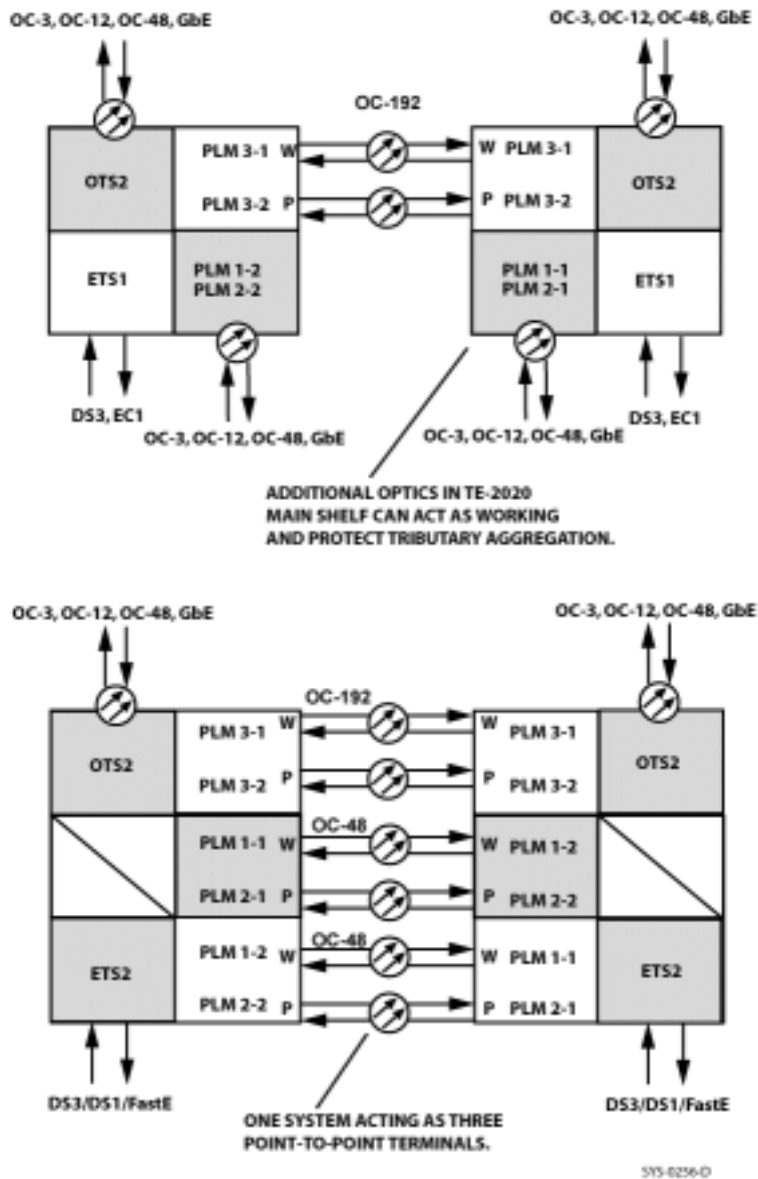 OC-3, OC-12, OC-48, GbE
OC-3, OC-12, OC-48, GbE
OC-192
OTS2
PLM 3-1 W
W PLM 3-1
OTS2
PLM 3-2 P
P PLM 3-2
ETS1
PLM 1-2
PLM 2-2
PLM 1-1
PLM 2-1
ETS1
DS3, EC1
OC-3, OC-12, OC-48, GbE
OC-3, OC-12, OC-48, GbE
DS3, EC1
ADDITIONAL OPTICS IN TE-2020
MAIN SHELF CAN ACT AS WORKING
AND PROTECT TRIBUTARY AGGREGATION.
OC-3, OC-12, OC-48, GbE
OC-3, OC-12, OC-48, GbE
OC-192
OTS2
PLM 3-1 W
W PLM 3-1
OTS2
PLM 3-2 P
P PLM 3-2
OC-48
PLM 1-1 W
W PLM 1-2
PLM 2-1 P
P PLM 2-2
OC-48
ETS2
PLM 1-2 W
W PLM 1-1
ETS2
PLM 2-2 P
P PLM 2-1
DS3/DS1/FastE
DS3/DS1/FastE
ONE SYSTEM ACTING AS THREE
POINT-TO-POINT TERMINALS.
SYS-0256-D